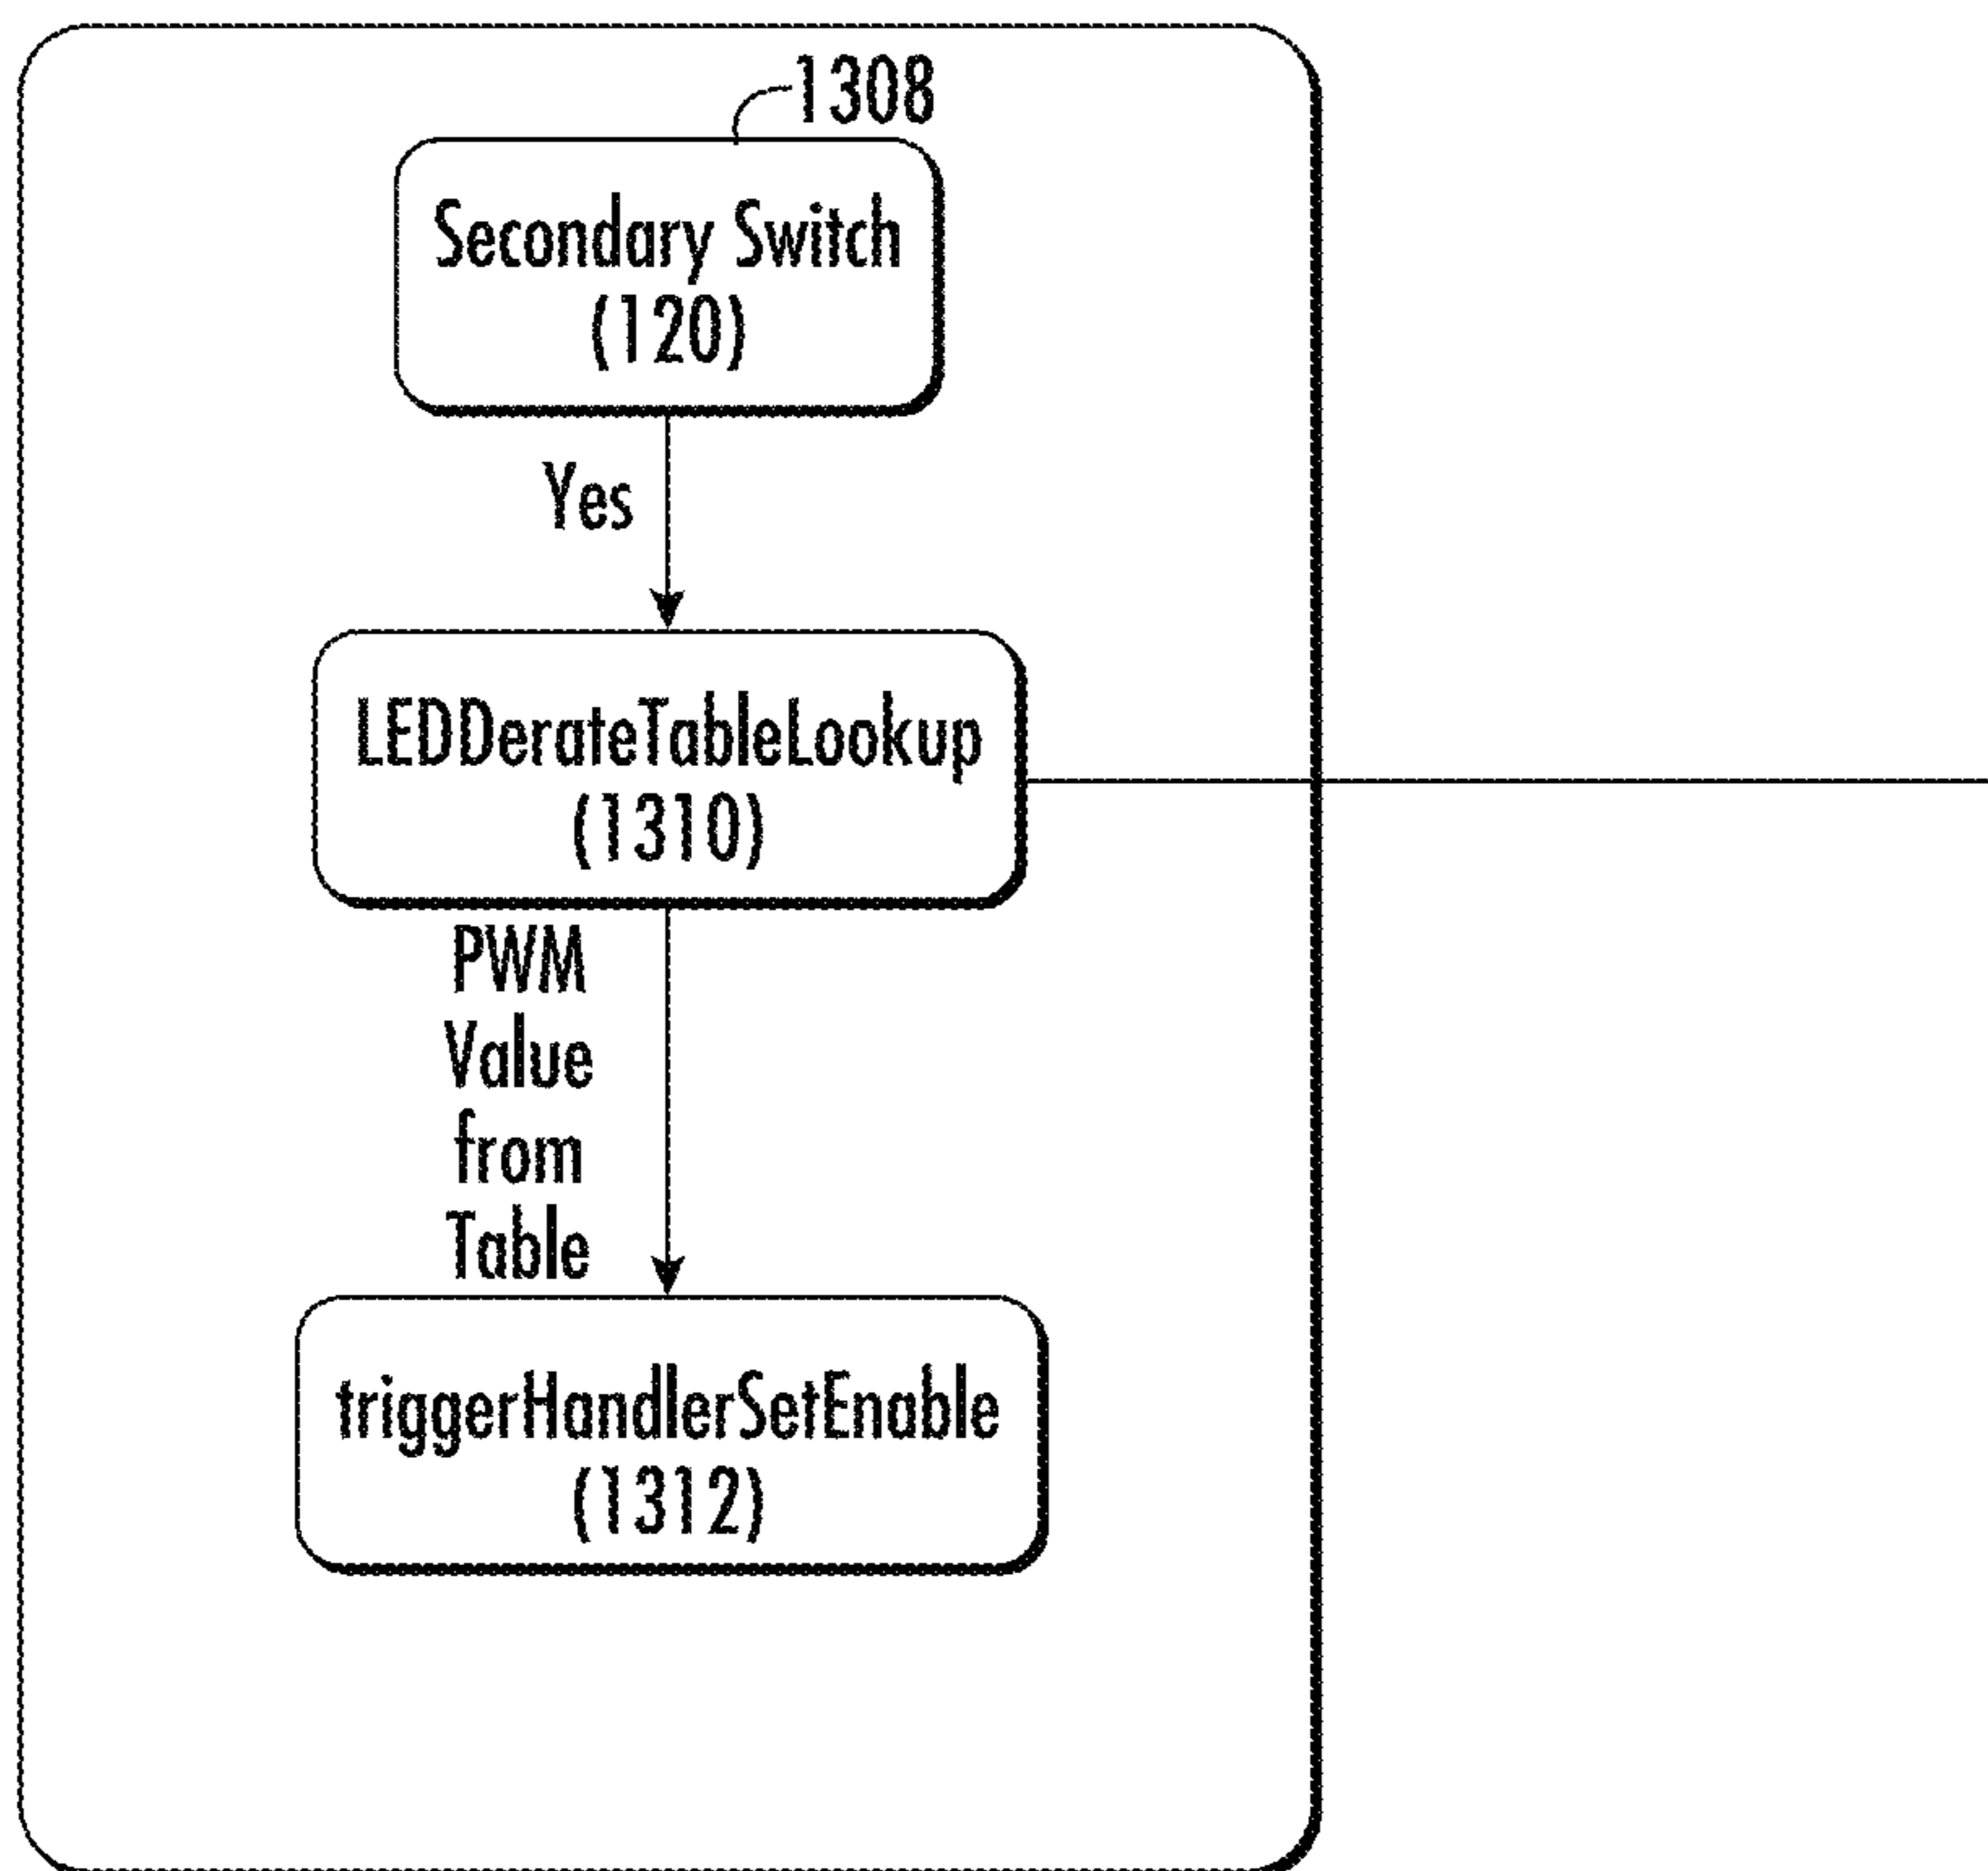 1308
Secondary Switch
(120)
Yes
LEDDerateTableLookup
(1310)
PWM
Value
from
Table
triggerHandlerSetEnable
(1312)